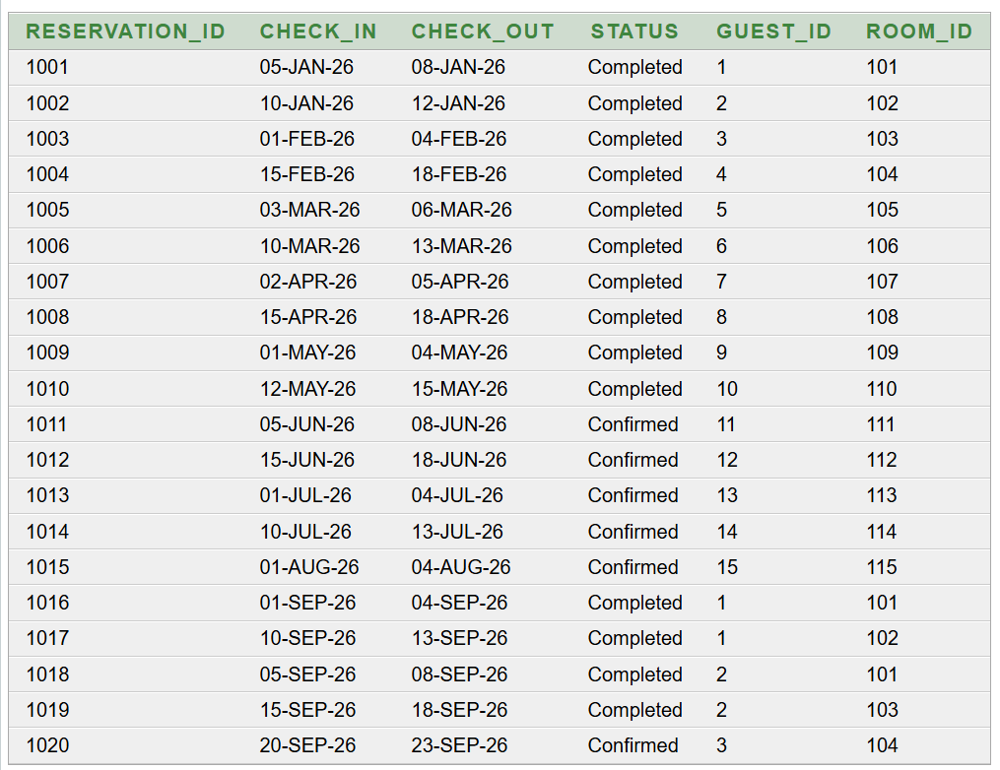 RESERVATION_ID CHECK_IN CHECK_OUT STATUS GUEST_ID ROOM_ID
1001 05-JAN-26 08-JAN-26 Completed 1 101
1002 10-JAN-26 12-JAN-26 Completed 2 102
1003 01-FEB-26 04-FEB-26 Completed 3 103
1004 15-FEB-26 18-FEB-26 Completed 4 104
1005 03-MAR-26 06-MAR-26 Completed 5 105
1006 10-MAR-26 13-MAR-26 Completed 6 106
1007 02-APR-26 05-APR-26 Completed 7 107
1008 15-APR-26 18-APR-26 Completed 8 108
1009 01-MAY-26 04-MAY-26 Completed 9 109
1010 12-MAY-26 15-MAY-26 Completed 10 110
1011 05-JUN-26 08-JUN-26 Confirmed 11 111
1012 15-JUN-26 18-JUN-26 Confirmed 12 112
1013 01-JUL-26 04-JUL-26 Confirmed 13 113
1014 10-JUL-26 13-JUL-26 Confirmed 14 114
1015 01-AUG-26 04-AUG-26 Confirmed 15 115
1016 01-SEP-26 04-SEP-26 Completed 1 101
1017 10-SEP-26 13-SEP-26 Completed 1 102
1018 05-SEP-26 08-SEP-26 Completed 2 101
1019 15-SEP-26 18-SEP-26 Completed 2 103
1020 20-SEP-26 23-SEP-26 Confirmed 3 104